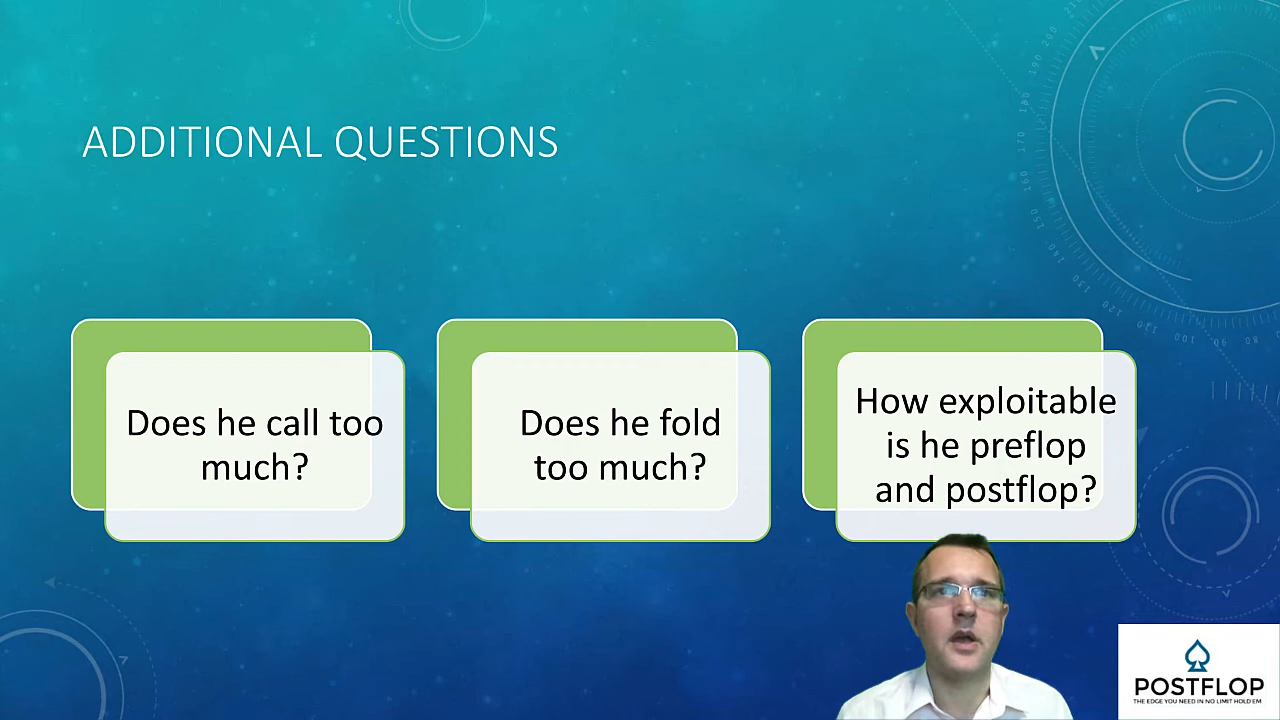 ADDITIONAL QUESTIONS
Does he call too
much?
Does he fold
too much?
How exploitable
is he preflop
and postflop?
POSTFLOP
THE EDGE YOU NEED IN NO LIMIT HOLD EM